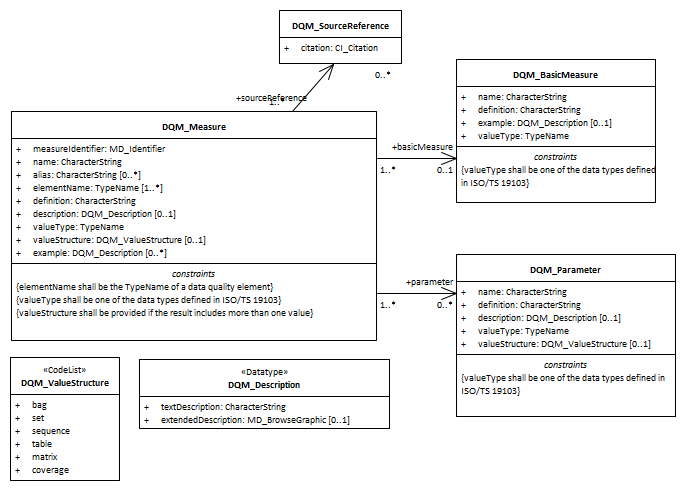 DQM_SourceReference
+ citation: CI_Citation
0..*
+sourceReference
1..*
DQM_Measure
+ measureIdentifier: MD_Identifier
+ name: CharacterString
+ alias: CharacterString [0..*]
+ elementName: TypeName [1..*]
+ definition: CharacterString
+ description: DQM_Description [0..1]
+ valueType: TypeName
+ valueStructure: DQM_ValueStructure [0..1]
+ example: DQM_Description [0..*]
constraints
{elementName shall be the TypeName of a data quality element}
{valueType shall be one of the data types defined in ISO/TS 19103}
{valueStructure shall be provided if the result includes more than one value}
+basicMeasure
1..* 0..1
DQM_BasicMeasure
+ name: CharacterString
+ definition: CharacterString
+ example: DQM_Description [0..1]
+ valueType: TypeName
constraints
{valueType shall be one of the data types defined
in ISO/TS 19103}
+parameter
1..* 0..*
DQM_Parameter
+ name: CharacterString
+ definition: CharacterString
+ description: DQM_Description [0..1]
+ valueType: TypeName
+ valueStructure: DQM_ValueStructure [0..1]
constraints
{valueType shall be one of the data types defined in
ISO/TS 19103}
«CodeList»
DQM_ValueStructure
+ bag
+ set
+ sequence
+ table
+ matrix
+ coverage
«Datatype»
DQM_Description
+ textDescription: CharacterString
+ extendedDescription: MD_BrowseGraphic [0..1]